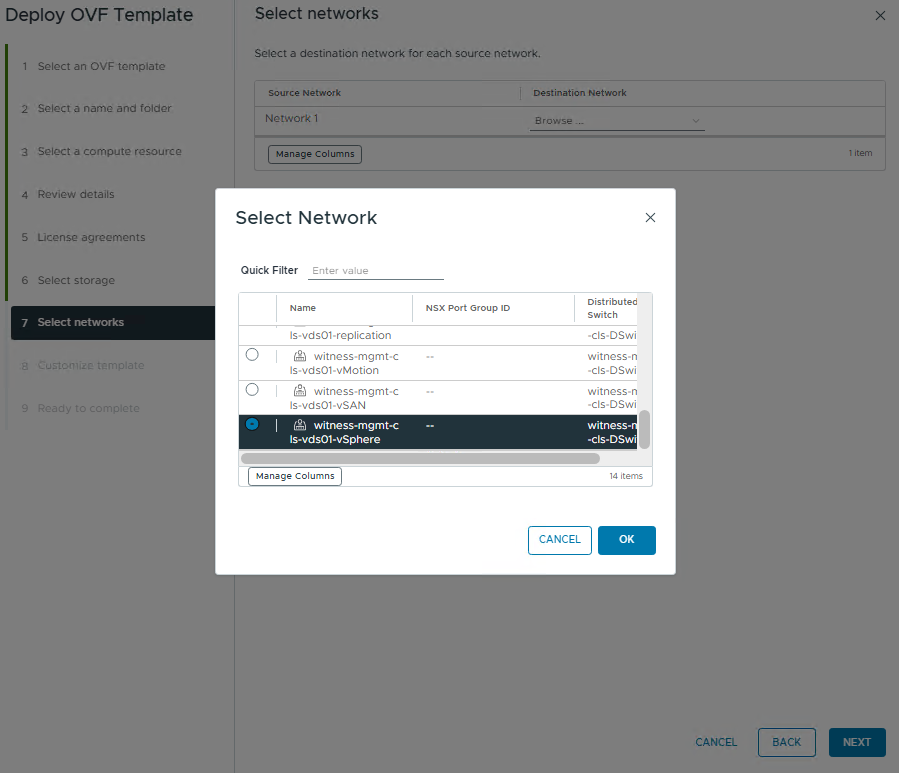 Deploy OVF Template
1 Select an OVF template
2 Select a name and folder
3 Select a compute resource
4 Review details
5 License agreements
6 Select storage
7 Select networks
8 Customize template
9 Ready to complete
Select networks
Select a destination network for each source network.
Source Network Destination Network
Network 1 Browse ...
Manage Columns 1 item
Select Network
Quick Filter Enter value
Name NSX Port Group ID Distributed
Switch
ls-vds01-replication -cls-DSwi
witness-mgmt-c -- witness-m
ls-vds01-vMotion -cls-DSwi
witness-mgmt-c -- witness-m
ls-vds01-vSAN -cls-DSwi
witness-mgmt-c -- witness-m
ls-vds01-vSphere -cls-DSwi
Manage Columns 14 items
CANCEL OK
CANCEL BACK NEXT